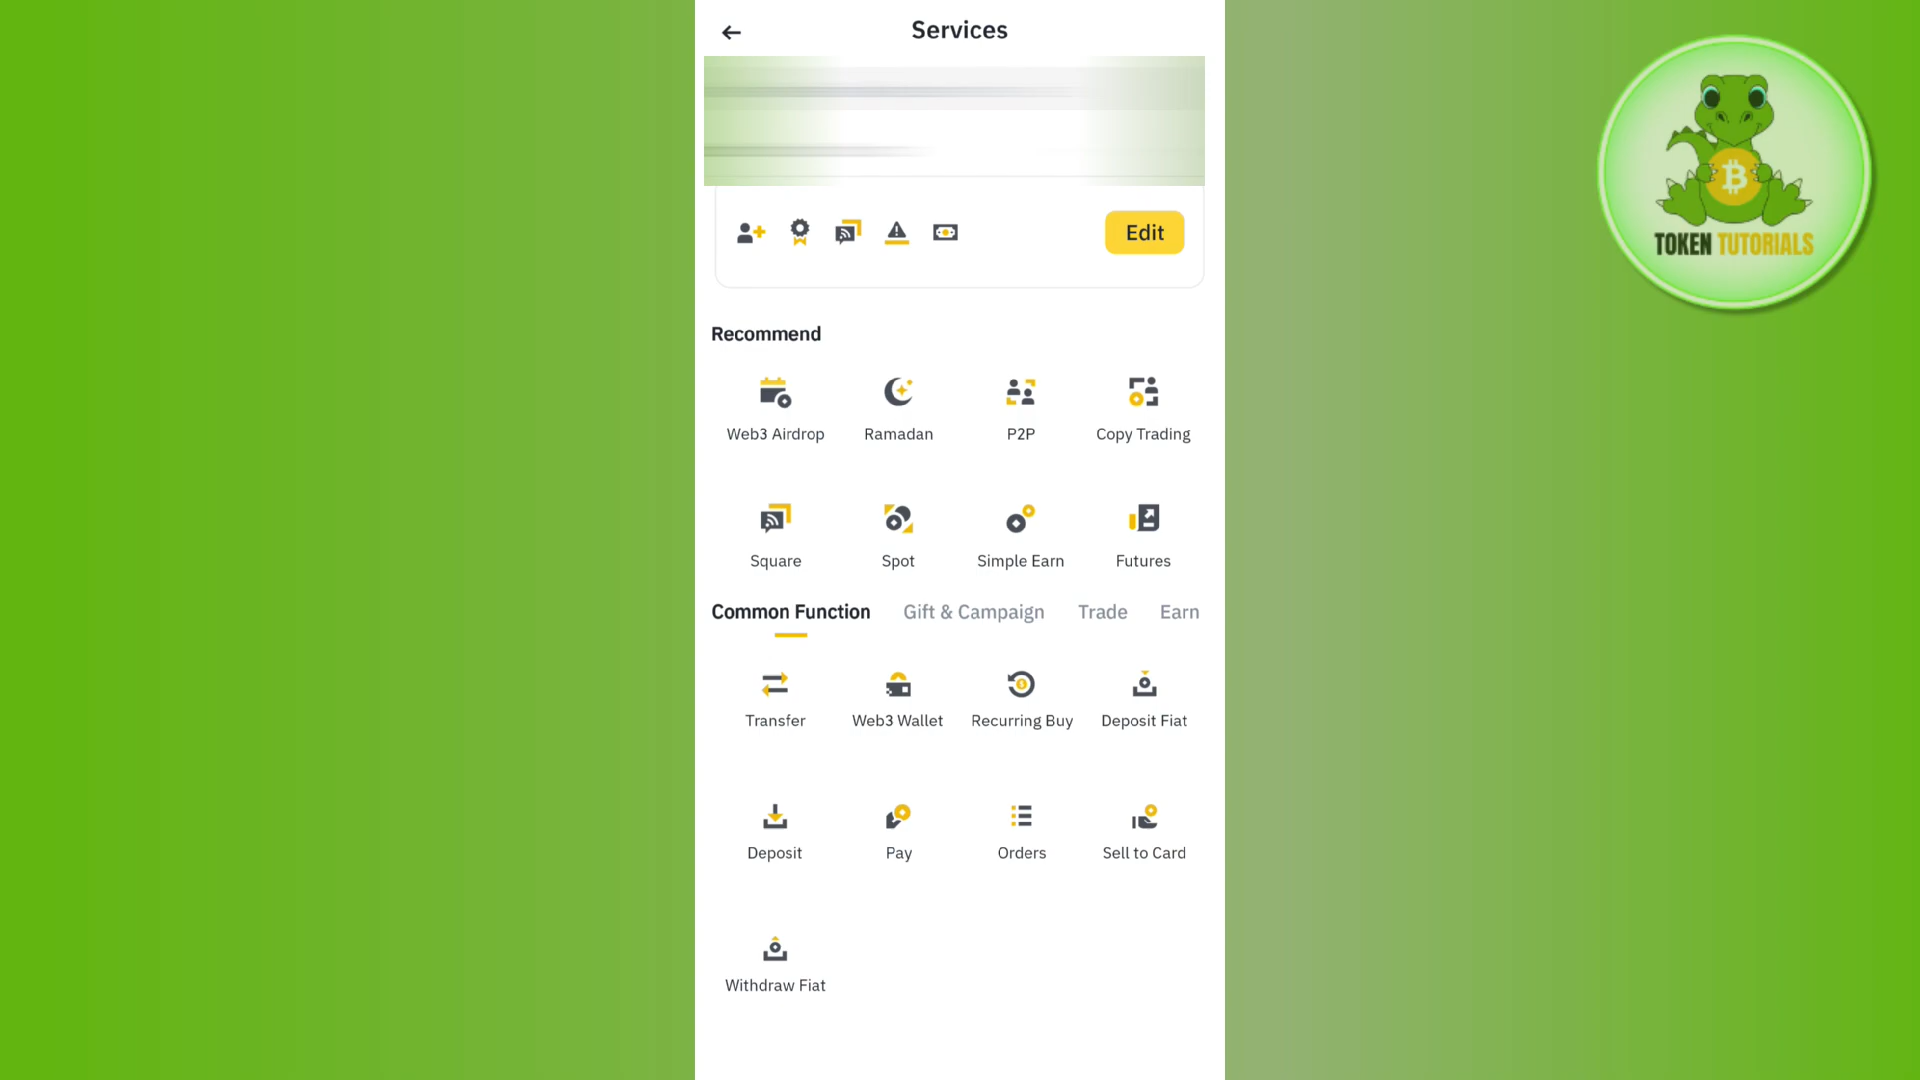 Services
Edit
Recommend
Web3 Airdrop
Ramadan
P2P
Copy Trading
Square
Spot
Simple Earn
Futures
Common Function
Gift & Campaign
Trade
Earn
Transfer
Web3 Wallet
Recurring Buy
Deposit Fiat
Deposit
Pay
Orders
Sell to Card
Withdraw Fiat
TOKEN TUTORIALS